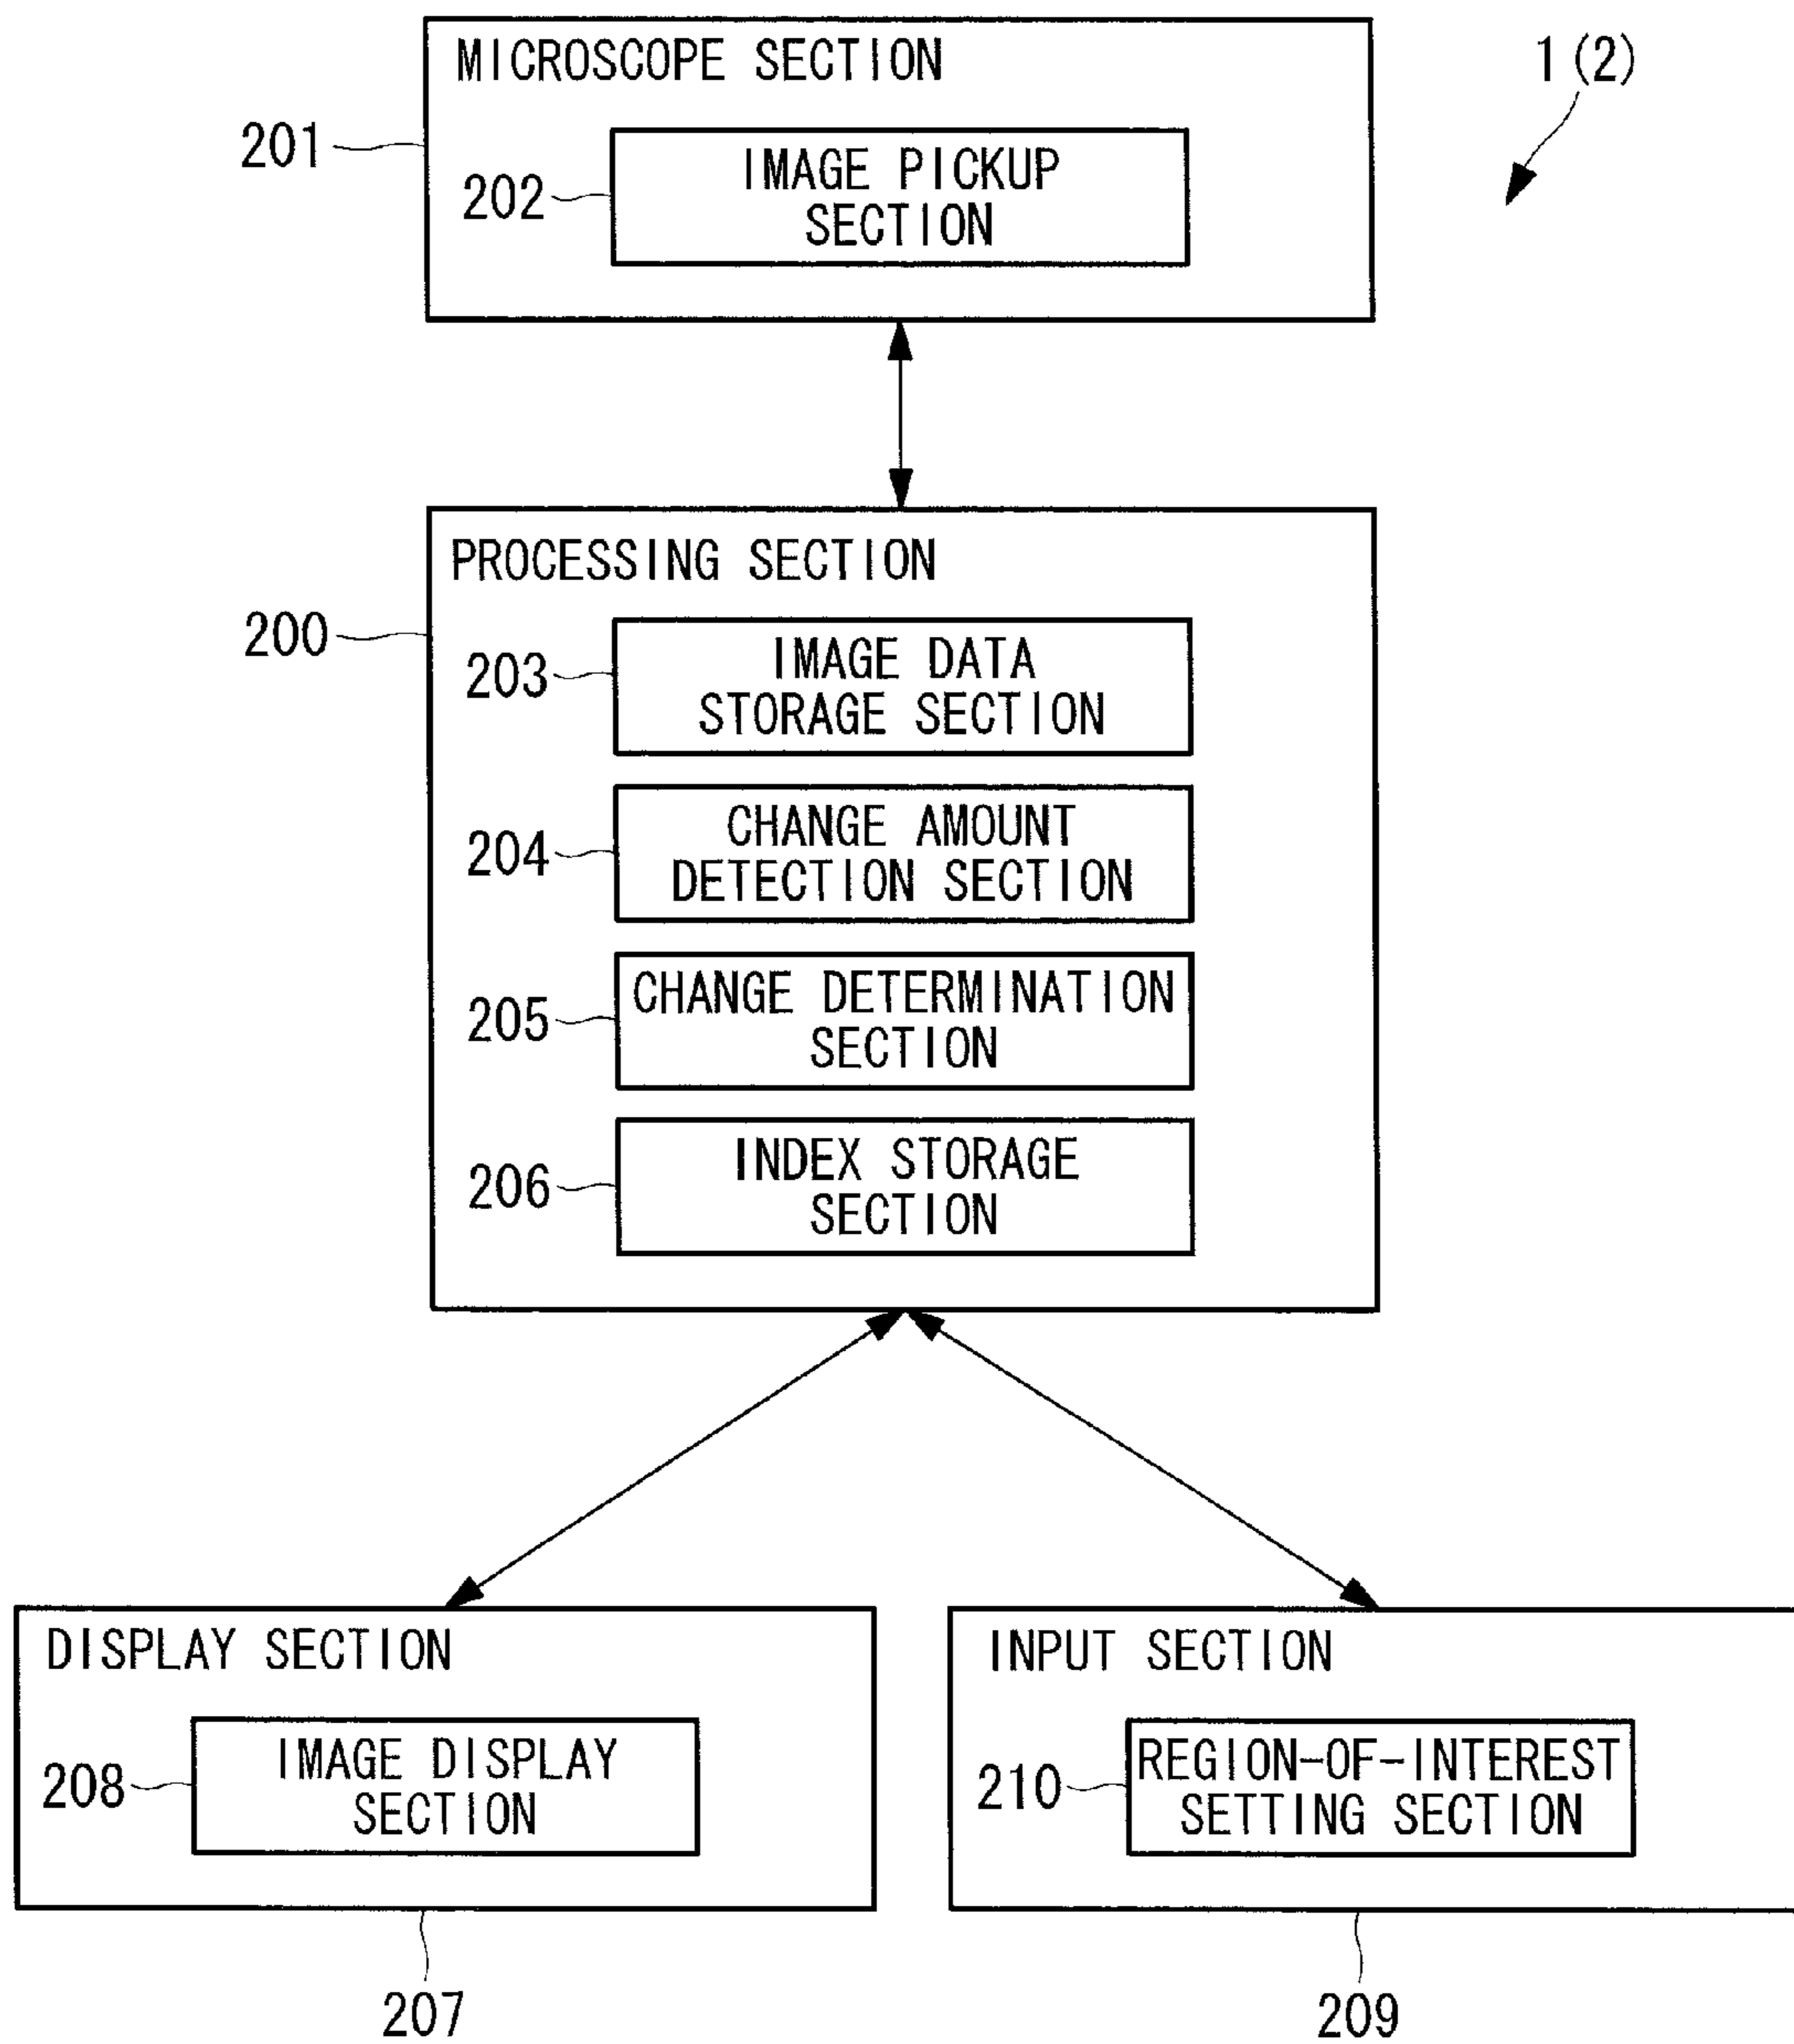 MICROSCOPE SECTION
1(2)
201
202
IMAGE PICKUP
SECTION
PROCESSING SECTION
200
203
IMAGE DATA
STORAGE SECTION
204
CHANGE AMOUNT
DETECTION SECTION
205
CHANGE DETERMINATION
SECTION
206
INDEX STORAGE
SECTION
DISPLAY SECTION
208
IMAGE DISPLAY
SECTION
207
INPUT SECTION
210
REGION-OF-INTEREST
SETTING SECTION
209